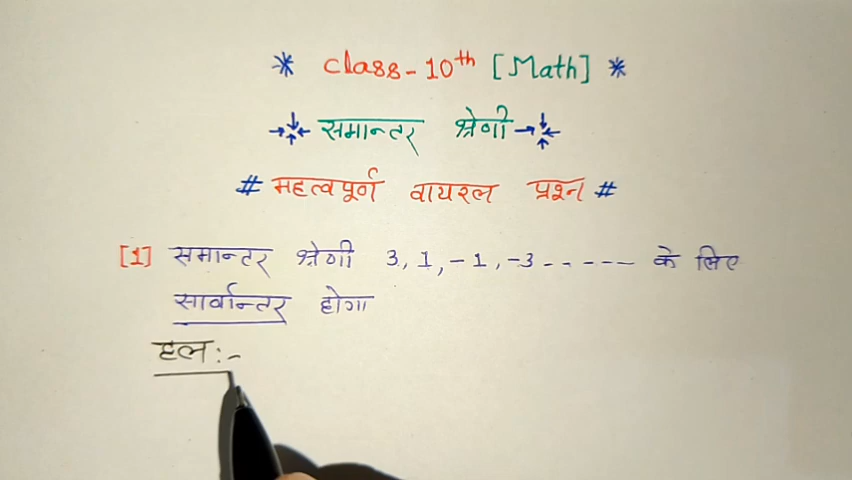 * Class-10th [Math] *
समान्तर श्रेणी
# महत्वपूर्ण वायरल प्रश्न #
[1] समान्तर श्रेणी 3, 1, -1, -3------ के लिए
सार्वान्तर होगा
हल:-